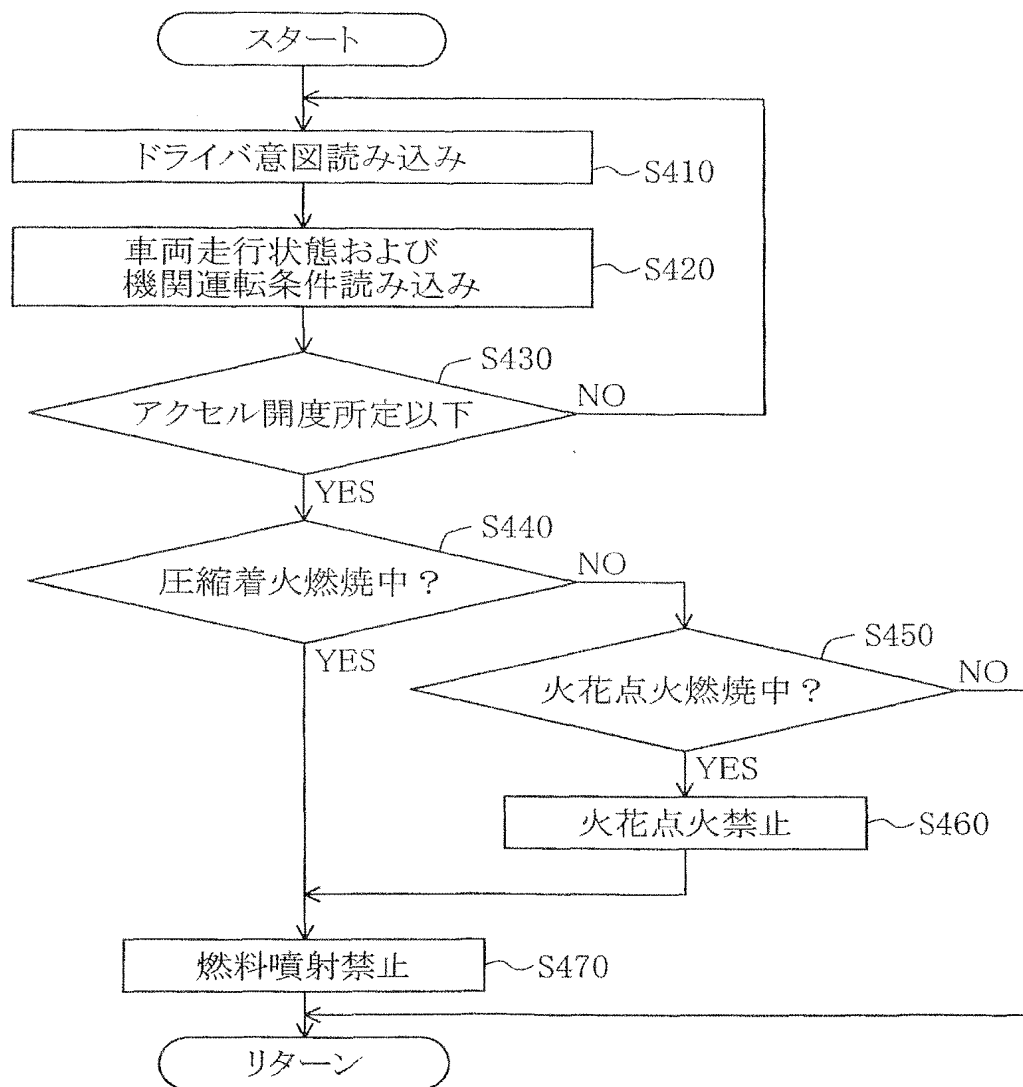 スタート
ドライバ意図読み込み
S410
車両走行状態および
機関運転条件読み込み
S420
S430
アクセル開度所定以下
NO
YES
S440
圧縮着火燃焼中?
NO
YES
S450
火花点火燃焼中?
NO
YES
火花点火禁止
S460
燃料噴射禁止
S470
リターン